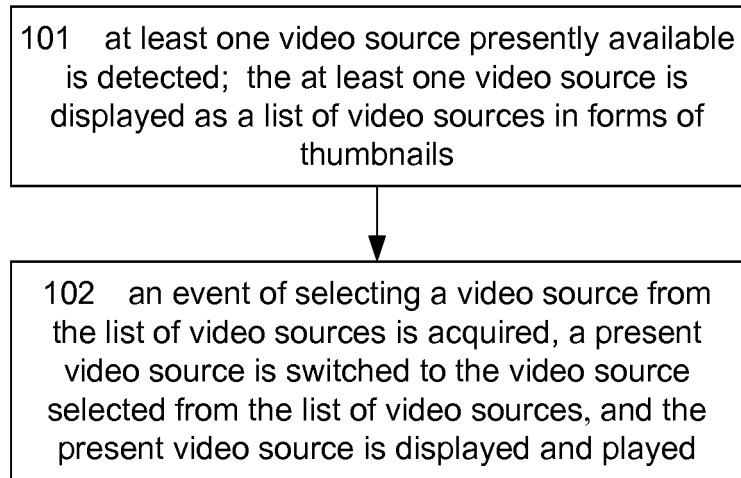 101 at least one video source presently available
is detected; the at least one video source is
displayed as a list of video sources in forms of
thumbnails
102 an event of selecting a video source from
the list of video sources is acquired, a present
video source is switched to the video source
selected from the list of video sources, and the
present video source is displayed and played